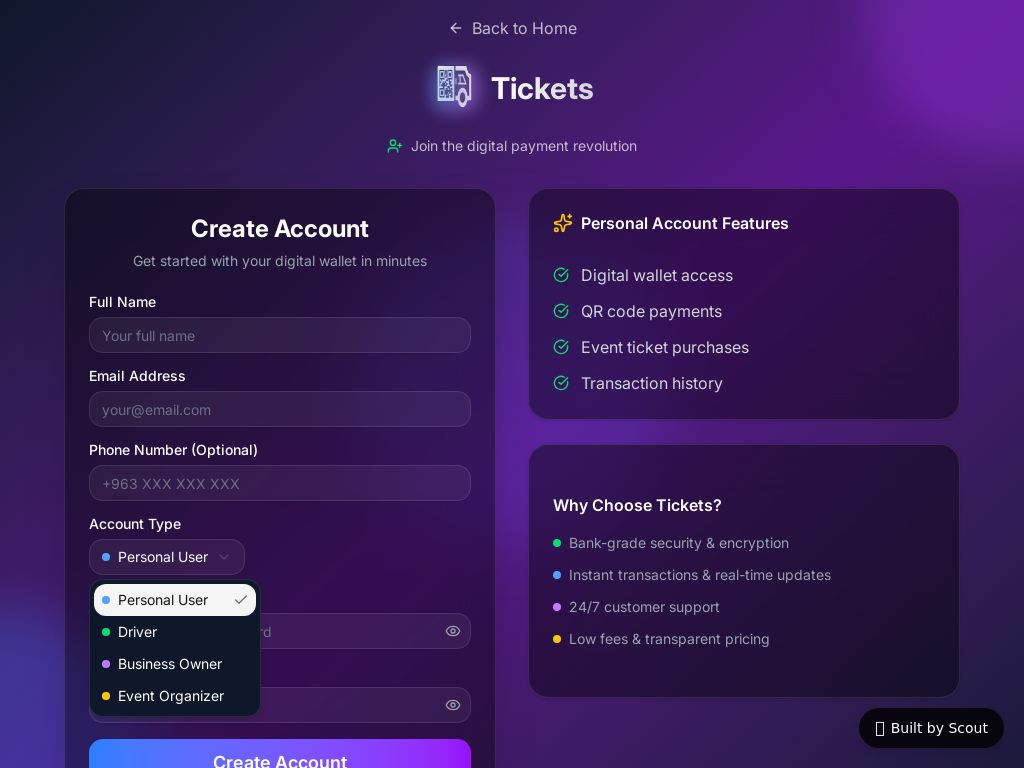 Back to Home
Tickets
Join the digital payment revolution
Create Account
Get started with your digital wallet in minutes
Full Name
Your full name
Email Address
your@email.com
Phone Number (Optional)
+963 XXX XXX XXX
Account Type
Personal User
Personal User
Driver
Business Owner
Event Organizer
Create Account
Personal Account Features
Digital wallet access
QR code payments
Event ticket purchases
Transaction history
Why Choose Tickets?
Bank-grade security & encryption
Instant transactions & real-time updates
24/7 customer support
Low fees & transparent pricing
Built by Scout